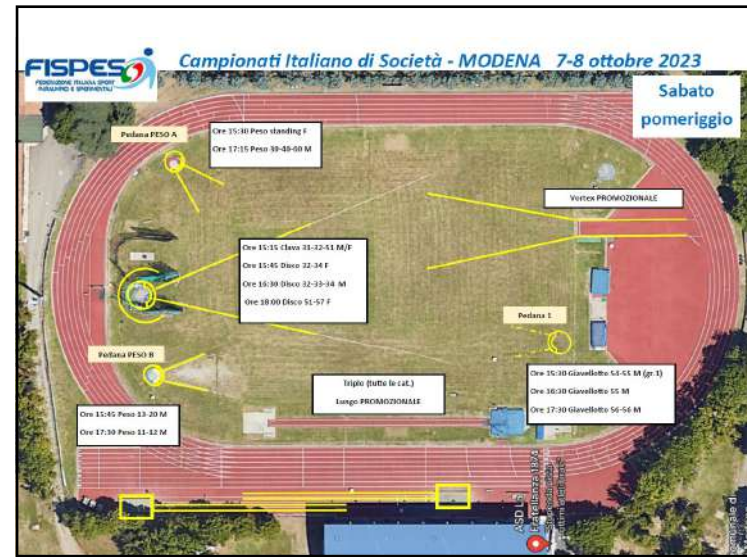 FISPES
FEDERAZIONE ITALIANA SPORT
PARALIMPICI E SPERIMENTALI
Campionati Italiano di Società - MODENA 7-8 ottobre 2023
Sabato
pomeriggio
Pedana PESO A
Ore 15:30 Peso standing F
Ore 17:15 Peso 38-40-60 M
Vortex PROMOZIONALE
Ore 15:15 Clava 31-32-51 M/F
Ore 15:45 Disco 32-34 F
Ore 16:30 Disco 32-33-34 M
Ore 18:00 Disco 51-57 F
Pedana 1
Pedana PESO B
Ore 15:30 Giavellotto 54-55 M (gr.1)
Ore 16:30 Giavellotto 55 M
Ore 17:30 Giavellotto 56-56 M
Triplo (tutte le cat.)
Lungo PROMOZIONALE
Ore 15:45 Peso 13-20 M
Ore 17:30 Peso 11-12 M
ASD La
Fratellanza 1874